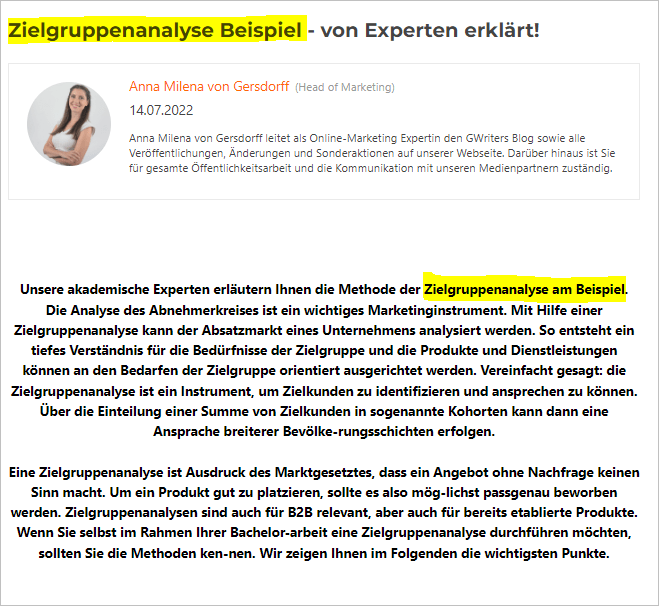 Zielgruppenanalyse Beispiel - von Experten erklärt!
Anna Milena von Gersdorff (Head of Marketing)
14.07.2022
Anna Milena von Gersdorff leitet als Online-Marketing Expertin den GWriters Blog sowie alle
Veröffentlichungen, Änderungen und Sonderaktionen auf unserer Webseite. Darüber hinaus ist Sie
für gesamte Öffentlichkeitsarbeit und die Kommunikation mit unseren Medienpartnern zuständig.
Unsere akademische Experten erläutern Ihnen die Methode der Zielgruppenanalyse am Beispiel.
Die Analyse des Abnehmerkreises ist ein wichtiges Marketinginstrument. Mit Hilfe einer
Zielgruppenanalyse kann der Absatzmarkt eines Unternehmens analysiert werden. So entsteht ein
tiefes Verständnis für die Bedürfnisse der Zielgruppe und die Produkte und Dienstleistungen
können an den Bedarfen der Zielgruppe orientiert ausgerichtet werden. Vereinfacht gesagt: die
Zielgruppenanalyse ist ein Instrument, um Zielkunden zu identifizieren und ansprechen zu können.
Über die Einteilung einer Summe von Zielkunden in sogenannte Kohorten kann dann eine
Ansprache breiterer Bevölke-rungsschichten erfolgen.
Eine Zielgruppenanalyse ist Ausdruck des Marktgesetztes, dass ein Angebot ohne Nachfrage keinen
Sinn macht. Um ein Produkt gut zu platzieren, sollte es also mög-lichst passgenau beworben
werden. Zielgruppenanalysen sind auch für B2B relevant, aber auch für bereits etablierte Produkte.
Wenn Sie selbst im Rahmen Ihrer Bachelor-arbeit eine Zielgruppenanalyse durchführen möchten,
sollten Sie die Methoden ken-nen. Wir zeigen Ihnen im Folgenden die wichtigsten Punkte.